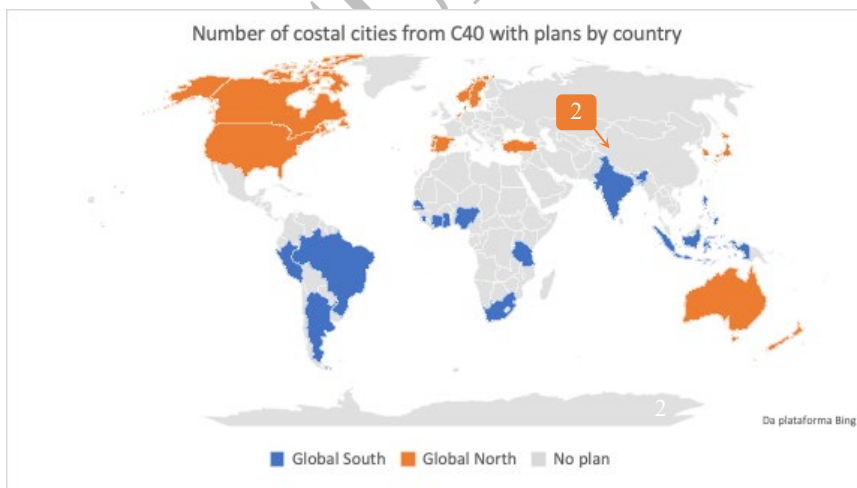 Number of costal cities from C40 with plans by country
2
2
Da plataforma Bing
Global South Global North No plan